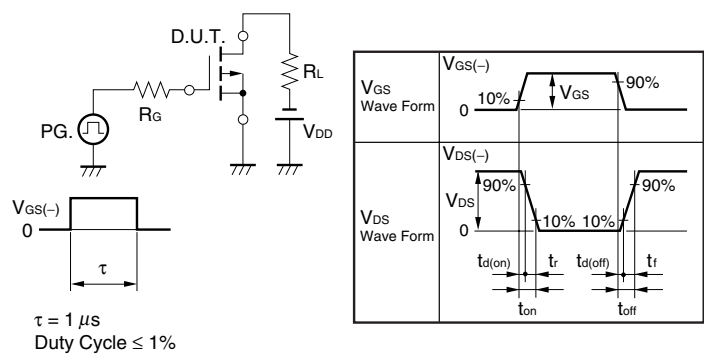 D.U.T.
RL
RG
PG.
VDD
VGS(−)
0
τ
τ = 1 μs
Duty Cycle ≤ 1%
VGS
Wave Form
VGS(−)
10%
VGS
90%
0
VDS
Wave Form
VDS(−)
90%
VDS
0
10%
10%
90%
td(on)
tr
td(off)
tf
ton
toff